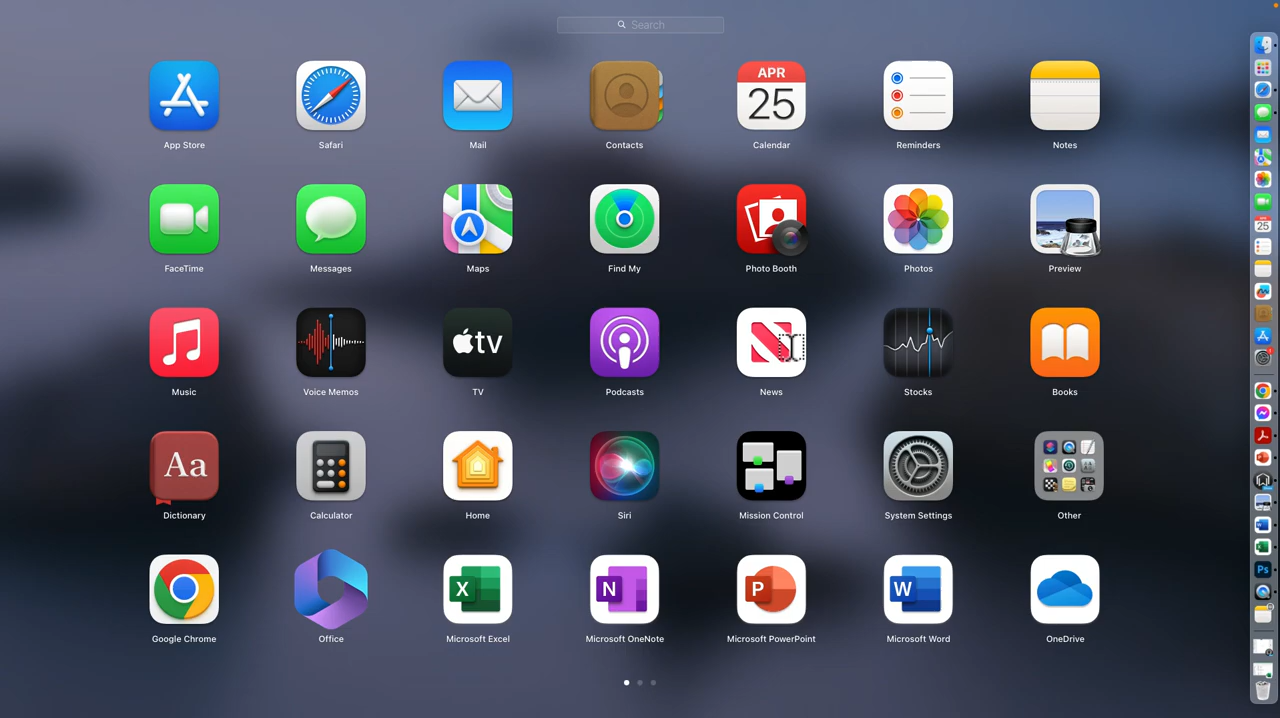 Search
APR
25
App Store
Safari
Mail
Contacts
Calendar
Reminders
Notes
FaceTime
Messages
Maps
Find My
Photo Booth
Photos
Preview
tv
Music
Voice Memos
TV
Podcasts
News
Stocks
Books
Aa
Dictionary
Calculator
Home
Siri
Mission Control
System Settings
Other
X
N
P
W
Google Chrome
Office
Microsoft Excel
Microsoft OneNote
Microsoft PowerPoint
Microsoft Word
OneDrive
25
Ps